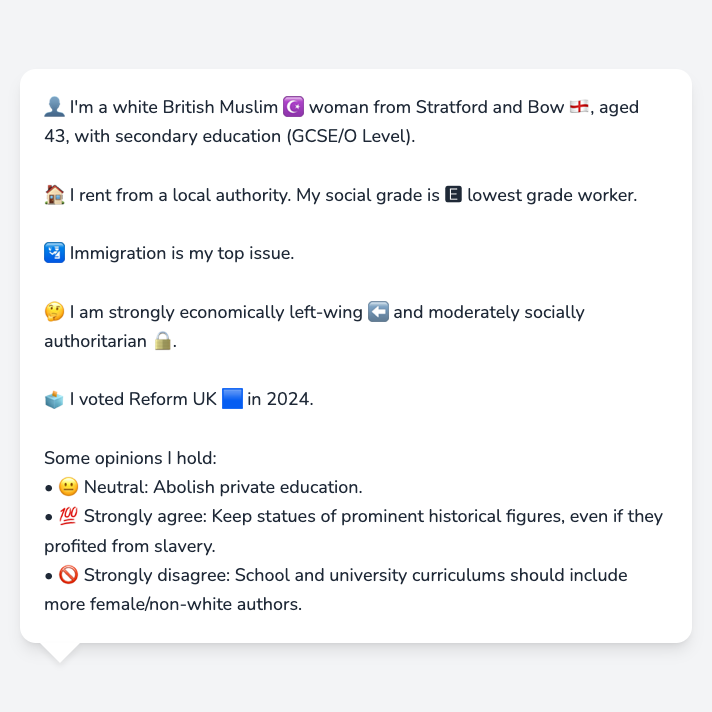 👤 I'm a white British Muslim ☪️ woman from Stratford and Bow 🏴󠁧󠁢󠁥󠁮󠁧󠁿, aged
43, with secondary education (GCSE/O Level).
🏠 I rent from a local authority. My social grade is 🅴 lowest grade worker.
🛂 Immigration is my top issue.
🤔 I am strongly economically left-wing ⬅️ and moderately socially
authoritarian 🔒.
🗳️ I voted Reform UK 🟦 in 2024.
Some opinions I hold:
• 😐 Neutral: Abolish private education.
• 💯 Strongly agree: Keep statues of prominent historical figures, even if they
profited from slavery.
• 🚫 Strongly disagree: School and university curriculums should include
more female/non-white authors.